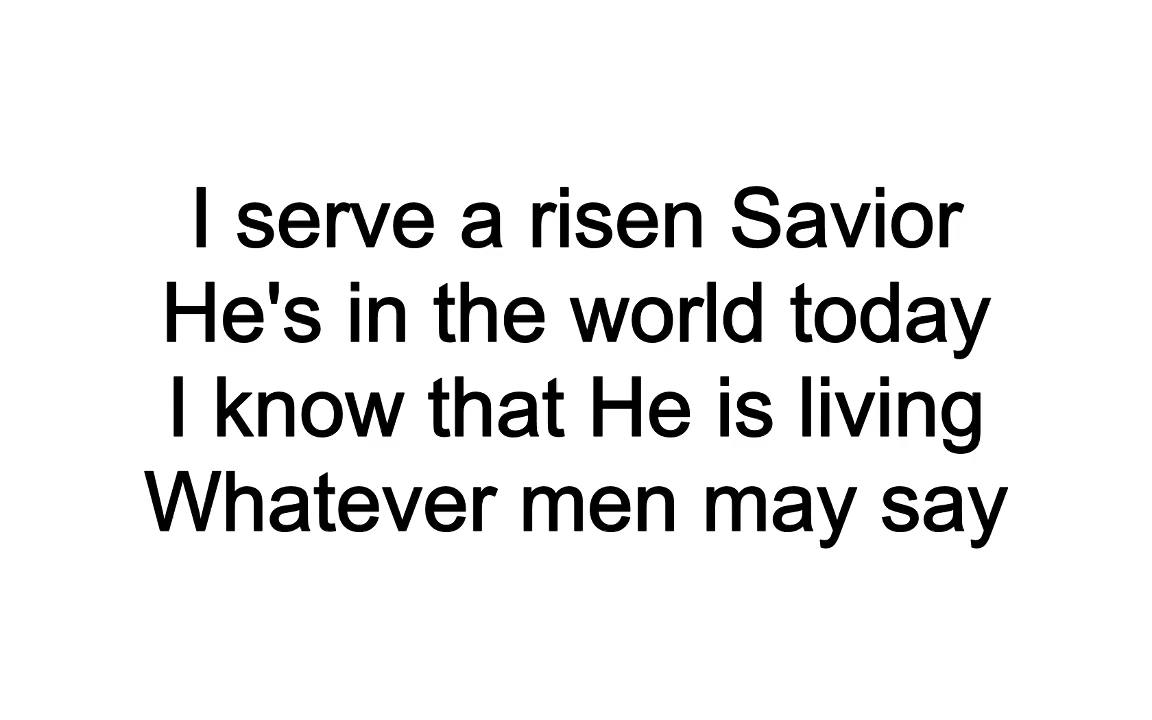 I serve a risen Savior
He's in the world today
I know that He is living
Whatever men may say